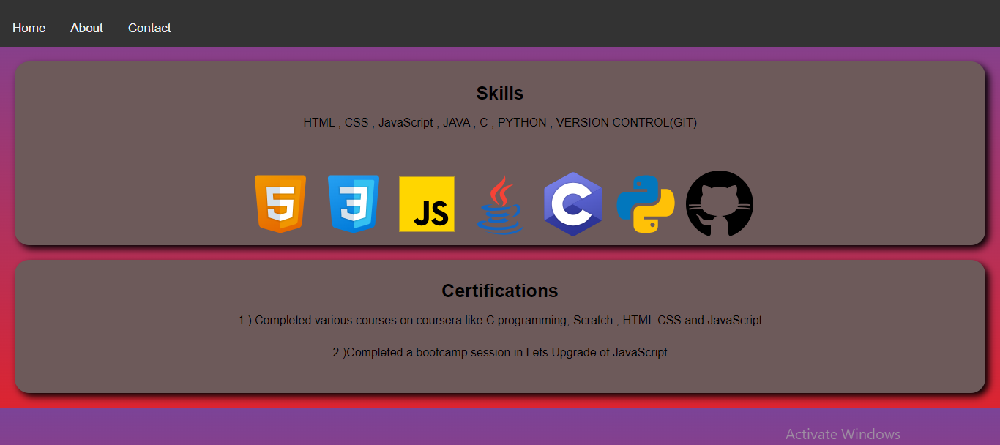 Home About Contact
Skills
HTML , CSS , JavaScript , JAVA , C , PYTHON , VERSION CONTROL(GIT)
5 3 JS C
Certifications
1.) Completed various courses on coursera like C programming, Scratch , HTML CSS and JavaScript
2.)Completed a bootcamp session in Lets Upgrade of JavaScript
Activate Windows